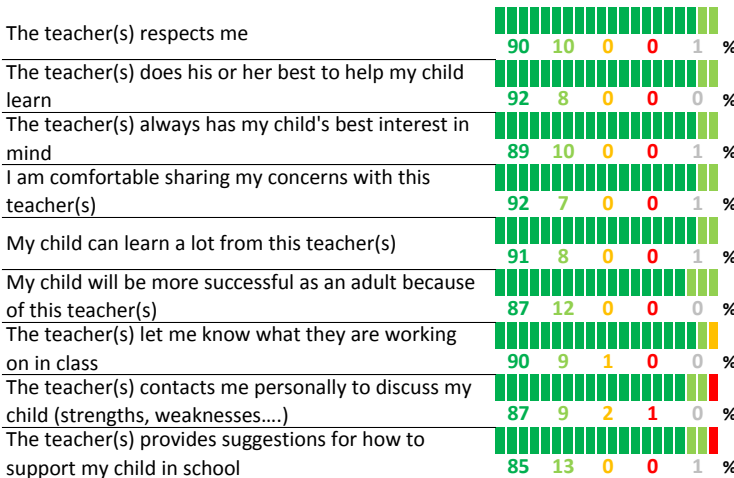 The teacher(s) respects me
90 10 0 0 1 %
The teacher(s) does his or her best to help my child
learn
92 8 0 0 0 %
The teacher(s) always has my child's best interest in
mind
89 10 0 0 1 %
I am comfortable sharing my concerns with this
teacher(s)
92 7 0 0 1 %
My child can learn a lot from this teacher(s)
91 8 0 0 1 %
My child will be more successful as an adult because
of this teacher(s)
87 12 0 0 0 %
The teacher(s) let me know what they are working
on in class
90 9 1 0 0 %
The teacher(s) contacts me personally to discuss my
child (strengths, weaknesses....)
87 9 2 1 0 %
The teacher(s) provides suggestions for how to
support my child in school
85 13 0 0 1 %